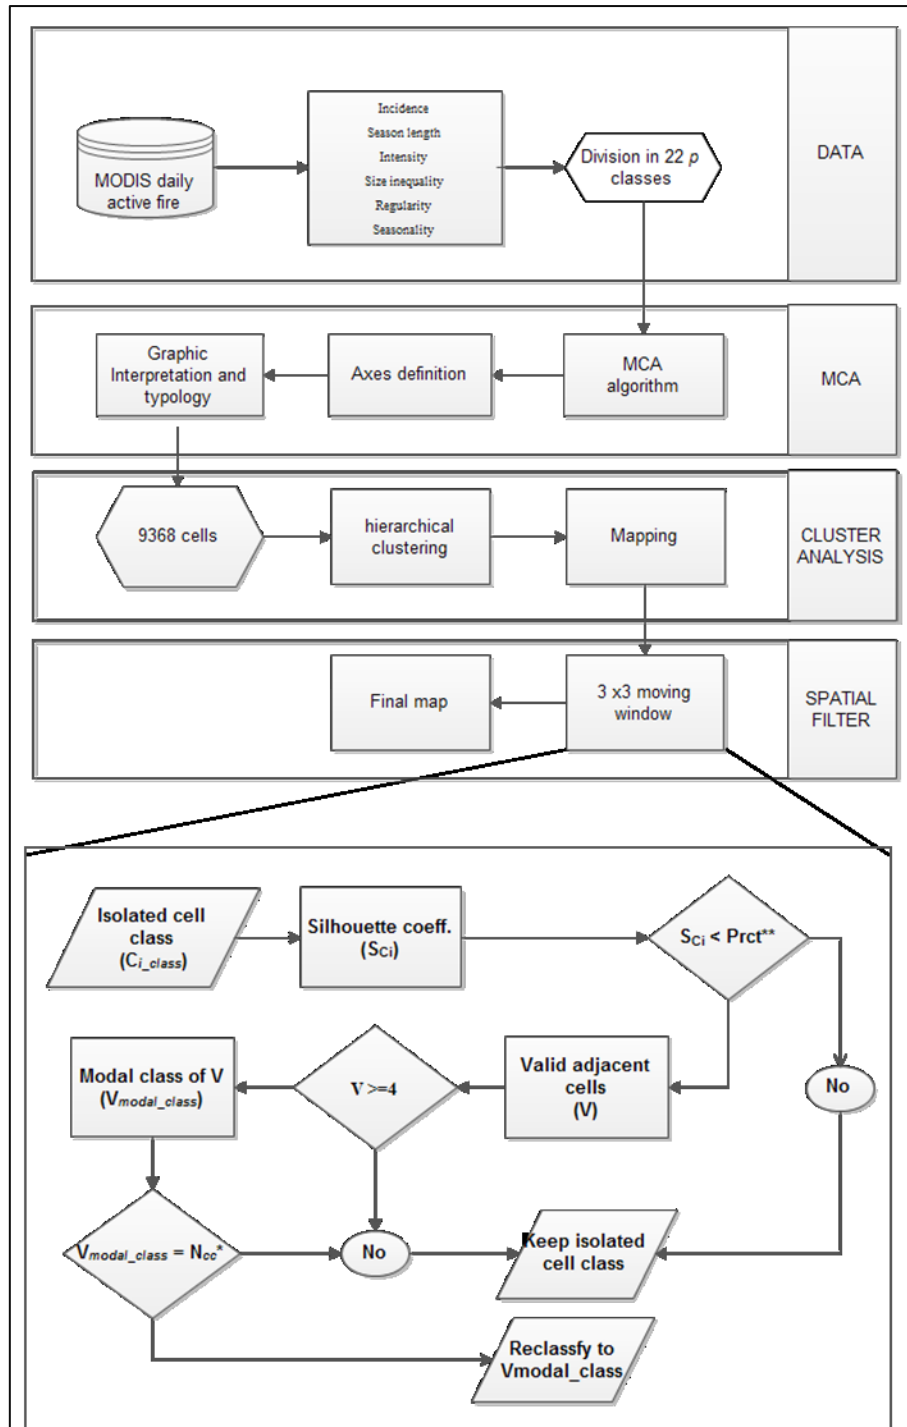 Incidence
Season length
Intensity
Size inequality
Regularity
Seasonality
MODIS daily
active fire
Division in 22 p
classes
DATA
Graphic
Interpretation and
typology
Axes definition
MCA
algorithm
MCA
9368 cells
hierarchical
clustering
Mapping
CLUSTER
ANALYSIS
Final map
3 x3 moving
window
SPATIAL
FILTER
Isolated cell
class
(Ci_class)
Silhouette coeff.
(SCi)
SCi < Prct**
Modal class of V
(Vmodal_class)
V >=4
Valid adjacent
cells
(V)
No
Vmodal_class = Ncc*
No
Keep isolated
cell class
Reclassfy to
Vmodal_class